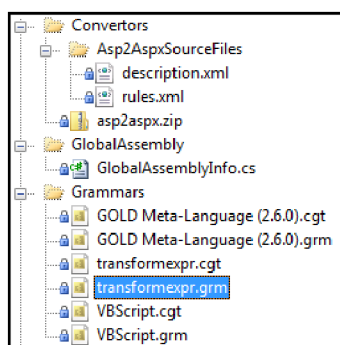 Convertors
Asp2AspxSourceFiles
description.xml
rules.xml
asp2aspx.zip
GlobalAssembly
GlobalAssemblyInfo.cs
Grammars
GOLD Meta-Language (2.6.0).cgt
GOLD Meta-Language (2.6.0).grm
transformexpr.cgt
transformexpr.grm
VBScript.cgt
VBScript.grm